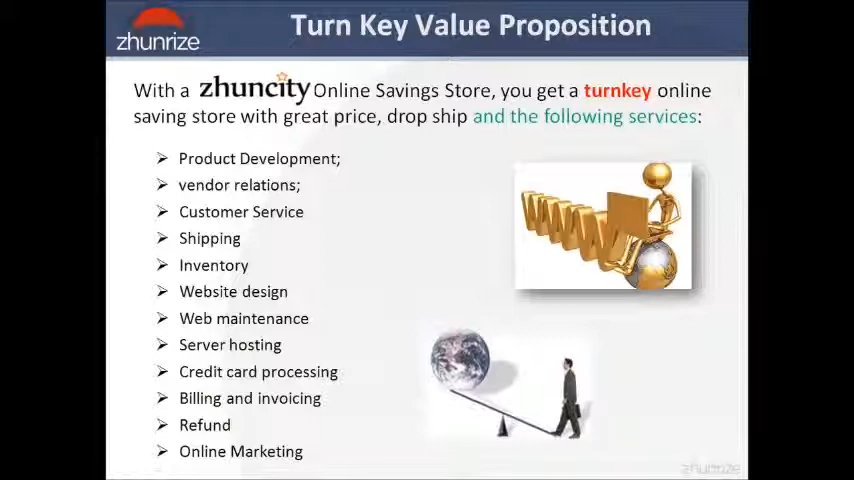 zhunrize
Turn Key Value Proposition
With a zhuncity Online Savings Store, you get a turnkey online
saving store with great price, drop ship and the following services:
➢ Product Development;
➢ vendor relations;
➢ Customer Service
➢ Shipping
➢ Inventory
➢ Website design
➢ Web maintenance
➢ Server hosting
➢ Credit card processing
➢ Billing and invoicing
➢ Refund
➢ Online Marketing
WWW
zhunrize